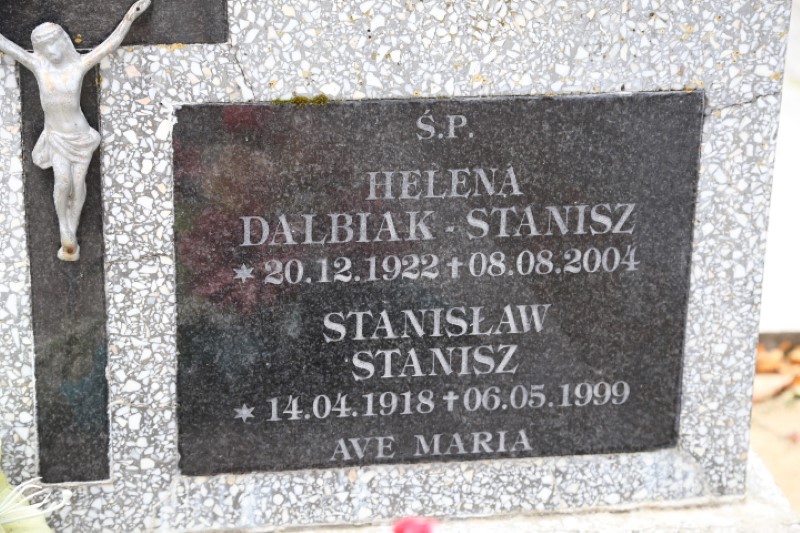 Ś.P.
HELENA
DALBIAK - STANISZ
* 20.12.1922 † 08.08.2004
STANISŁAW
STANISZ
* 14.04.1918 † 06.05.1999
AVE MARIA